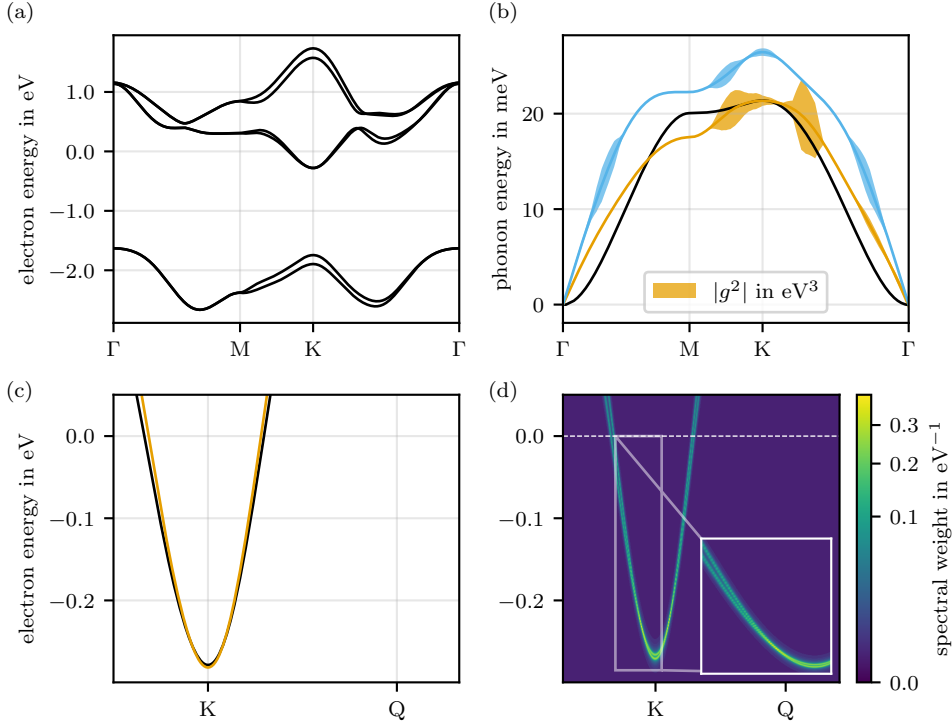 (a)
electron energy in eV
1.0
0.0
−1.0
−2.0
Γ
M
K
Γ
(b)
phonon energy in meV
20
10
0
|g²| in eV³
Γ
M
K
Γ
(c)
electron energy in eV
0.0
−0.1
−0.2
K
Q
(d)
0.0
−0.1
−0.2
K
Q
0.3
0.2
0.1
0.0
spectral weight in eV⁻¹